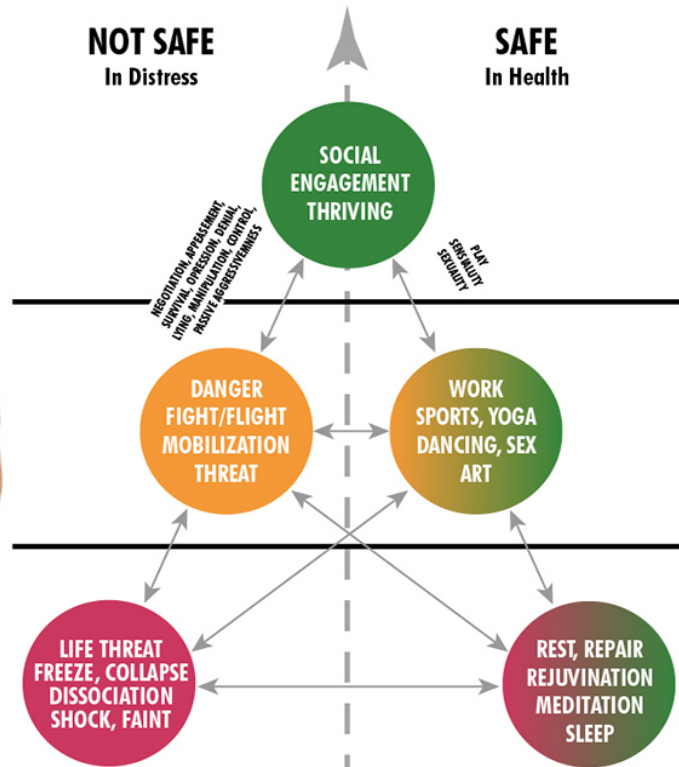 NOT SAFE
In Distress
SAFE
In Health
SOCIAL
ENGAGEMENT
THRIVING
NEGOTIATION, APPEASEMENT,
SURVIVAL, OPRESSION, DENIAL,
LYING, MANIPULATION, CONTROL,
PASSIVE AGGRESSIVEMNESS
PLAY
SENSALUTY
SEXUALITY
DANGER
FIGHT/FLIGHT
MOBILIZATION
THREAT
WORK
SPORTS, YOGA
DANCING, SEX
ART
LIFE THREAT
FREEZE, COLLAPSE
DISSOCIATION
SHOCK, FAINT
REST, REPAIR
REJUVINATION
MEDITATION
SLEEP